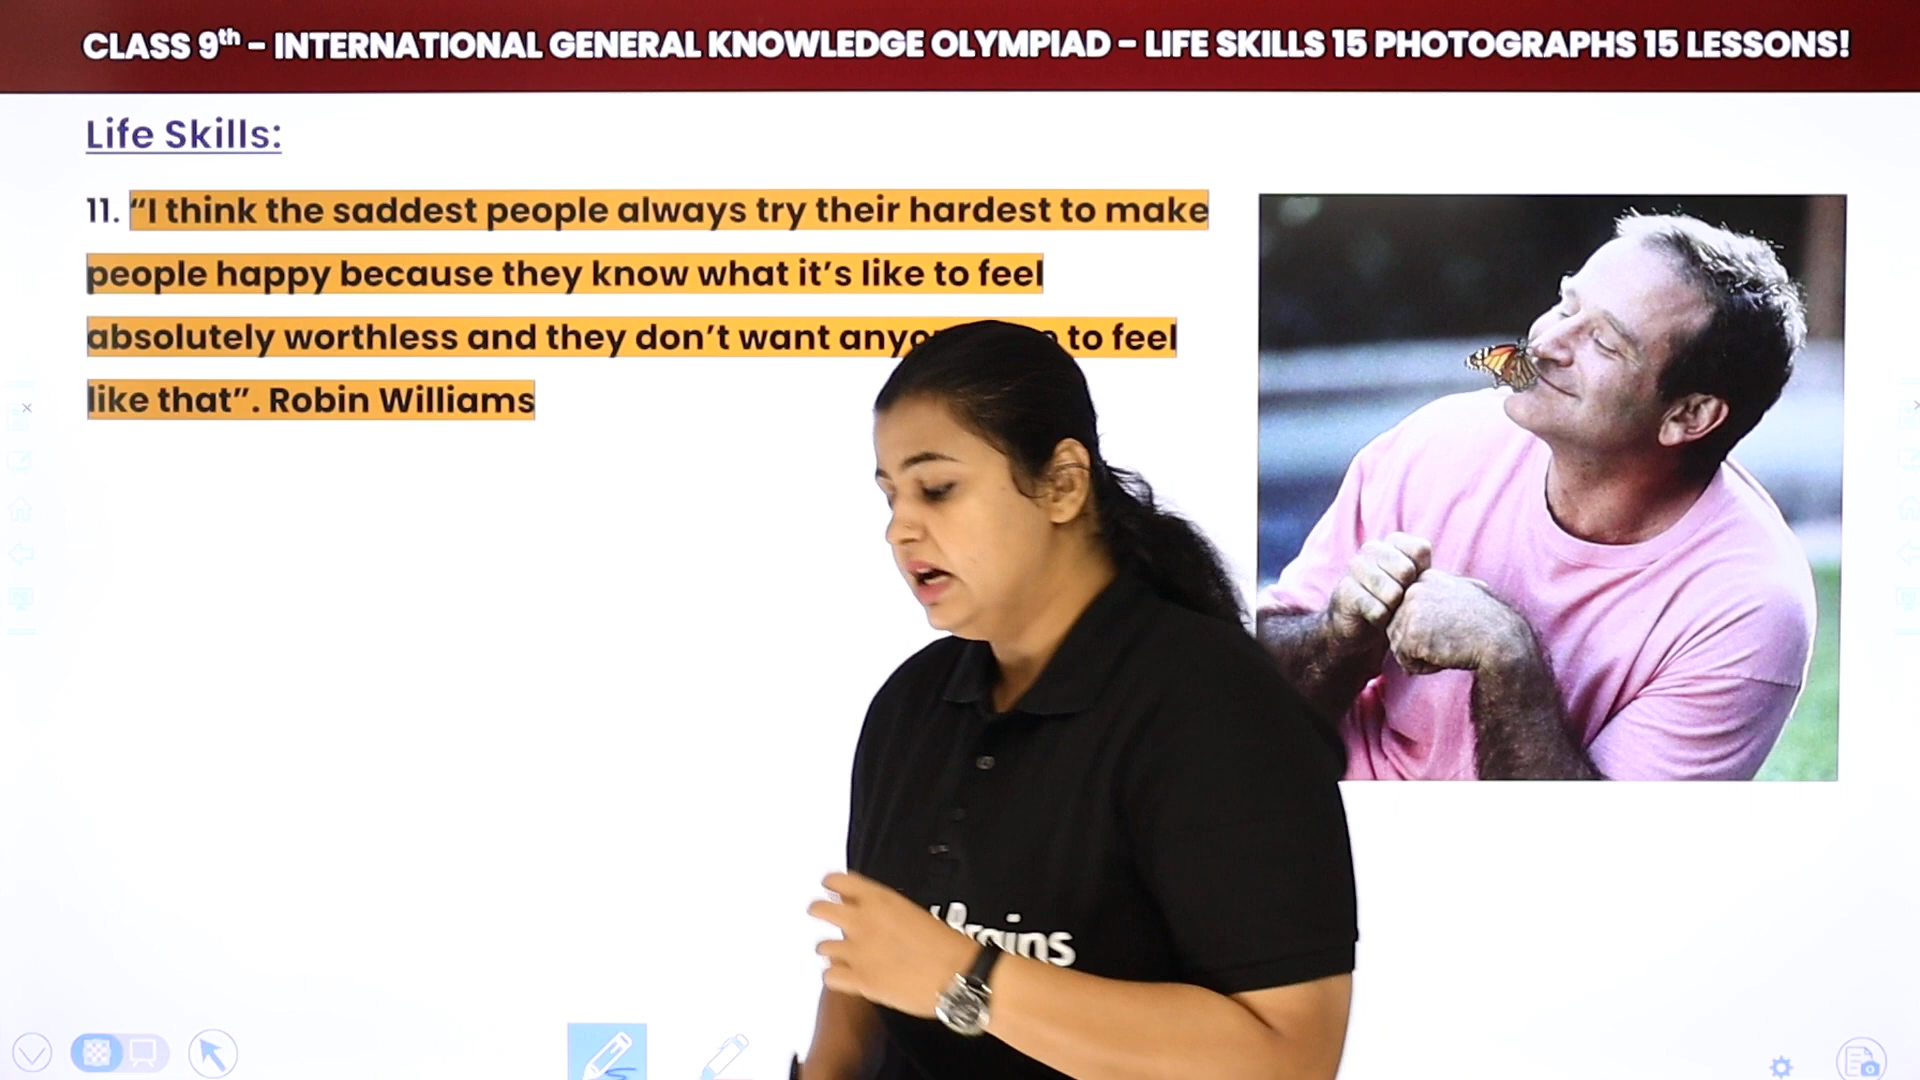 CLASS 9th – INTERNATIONAL GENERAL KNOWLEDGE OLYMPIAD – LIFE SKILLS 15 PHOTOGRAPHS 15 LESSONS!
Life Skills:
11. “I think the saddest people always try their hardest to make
people happy because they know what it’s like to feel
absolutely worthless and they don’t want to feel
like that”. Robin Williams
Brains